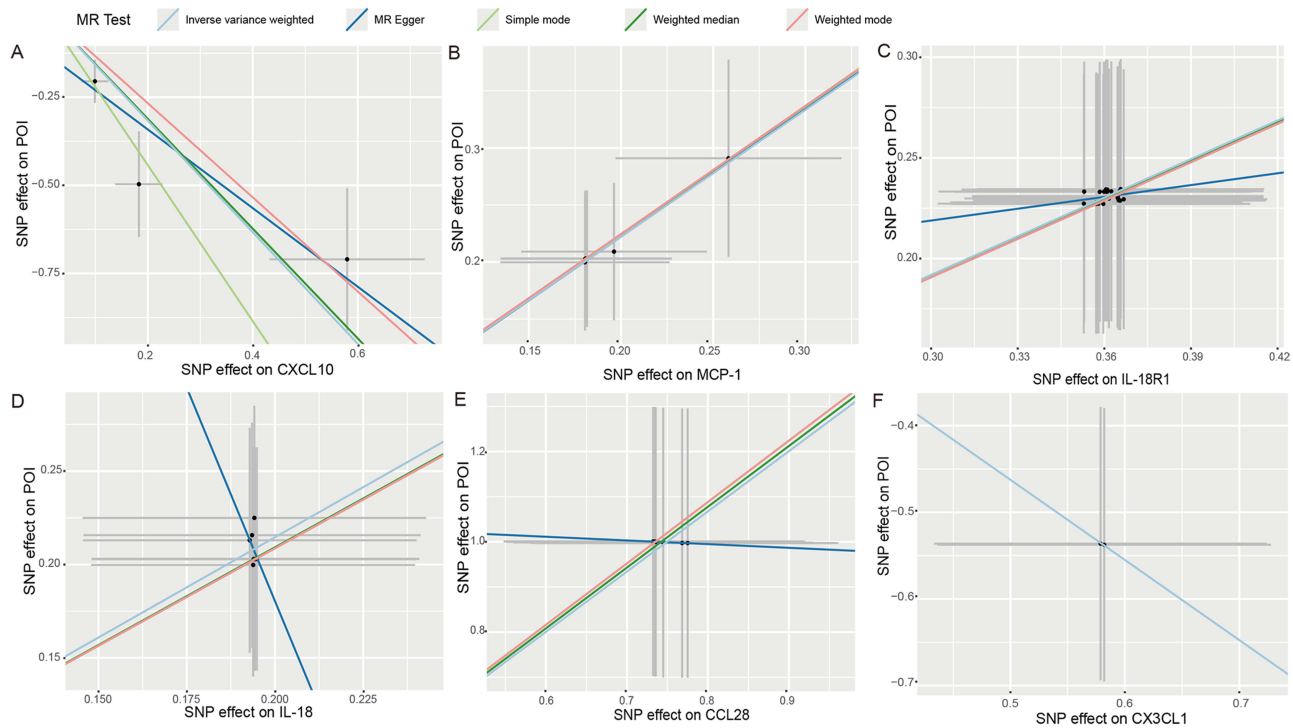 MR Test Inverse variance weighted MR Egger Simple mode Weighted median Weighted mode
A
SNP effect on POI
−0.25
−0.50
−0.75
0.2 0.4 0.6
SNP effect on CXCL10
B
SNP effect on POI
0.3
0.2
0.15 0.20 0.25 0.30
SNP effect on MCP-1
C
SNP effect on POI
0.30
0.25
0.20
0.30 0.33 0.36 0.39 0.42
SNP effect on IL-18R1
D
SNP effect on POI
0.25
0.20
0.15
0.150 0.175 0.200 0.225
SNP effect on IL-18
E
SNP effect on POI
1.2
1.0
0.8
0.6 0.7 0.8 0.9
SNP effect on CCL28
F
SNP effect on POI
−0.4
−0.5
−0.6
−0.7
0.5 0.6 0.7
SNP effect on CX3CL1